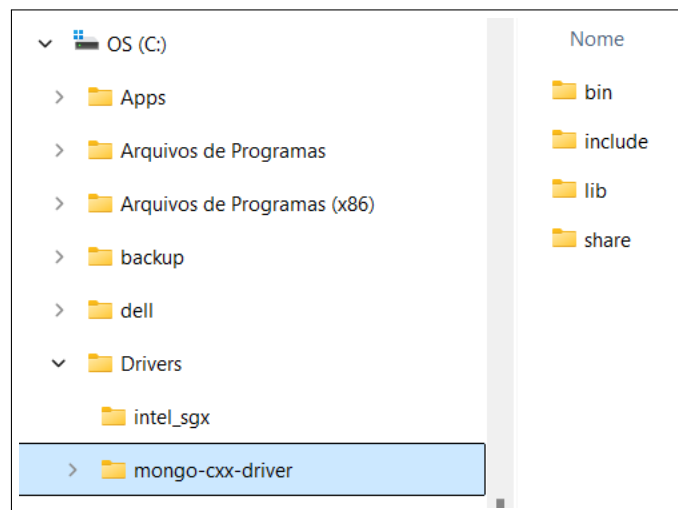 OS (C:)
Apps
Arquivos de Programas
Arquivos de Programas (x86)
backup
dell
Drivers
intel_sgx
mongo-cxx-driver
Nome
bin
include
lib
share